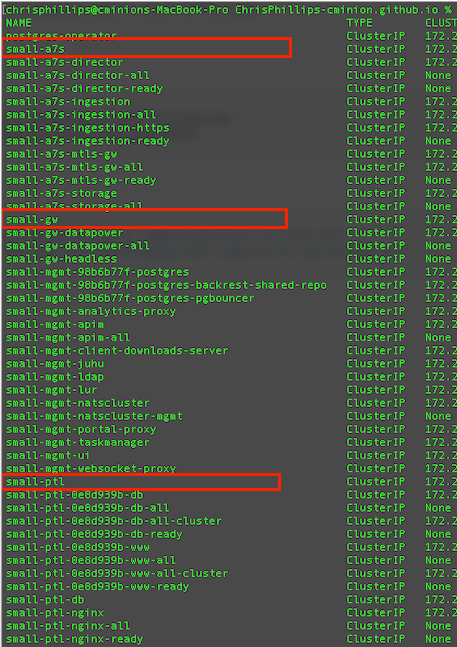 [chrisphillips@cminions-MacBook-Pro ChrisPhillips-cminion.github.io %
NAME TYPE CLUST
postgres-operator ClusterIP 172.2
small-a7s ClusterIP 172.2
small-a7s-director ClusterIP 172.2
small-a7s-director-all ClusterIP None
small-a7s-director-ready ClusterIP None
small-a7s-ingestion ClusterIP 172.2
small-a7s-ingestion-all ClusterIP None
small-a7s-ingestion-https ClusterIP 172.2
small-a7s-ingestion-ready ClusterIP None
small-a7s-mtls-gw ClusterIP 172.2
small-a7s-mtls-gw-all ClusterIP None
small-a7s-mtls-gw-ready ClusterIP None
small-a7s-storage ClusterIP 172.2
small-a7s-storage-all ClusterIP None
small-gw ClusterIP 172.2
small-gw-datapower ClusterIP 172.2
small-gw-datapower-all ClusterIP None
small-gw-headless ClusterIP None
small-mgmt-98b6b77f-postgres ClusterIP 172.2
small-mgmt-98b6b77f-postgres-backrest-shared-repo ClusterIP 172.2
small-mgmt-98b6b77f-postgres-pgbouncer ClusterIP 172.2
small-mgmt-analytics-proxy ClusterIP 172.2
small-mgmt-apim ClusterIP 172.2
small-mgmt-apim-all ClusterIP None
small-mgmt-client-downloads-server ClusterIP 172.2
small-mgmt-juhu ClusterIP 172.2
small-mgmt-ldap ClusterIP 172.2
small-mgmt-lur ClusterIP 172.2
small-mgmt-natscluster ClusterIP 172.2
small-mgmt-natscluster-mgmt ClusterIP None
small-mgmt-portal-proxy ClusterIP 172.2
small-mgmt-taskmanager ClusterIP 172.2
small-mgmt-ui ClusterIP 172.2
small-mgmt-websocket-proxy ClusterIP 172.2
small-ptl ClusterIP 172.2
small-ptl-0e8d939b-db ClusterIP 172.2
small-ptl-0e8d939b-db-all ClusterIP None
small-ptl-0e8d939b-db-all-cluster ClusterIP None
small-ptl-0e8d939b-db-ready ClusterIP None
small-ptl-0e8d939b-www ClusterIP 172.2
small-ptl-0e8d939b-www-all ClusterIP None
small-ptl-0e8d939b-www-all-cluster ClusterIP None
small-ptl-0e8d939b-www-ready ClusterIP None
small-ptl-db ClusterIP 172.2
small-ptl-nginx ClusterIP 172.2
small-ptl-nginx-all ClusterIP None
small-ptl-nginx-ready ClusterIP None